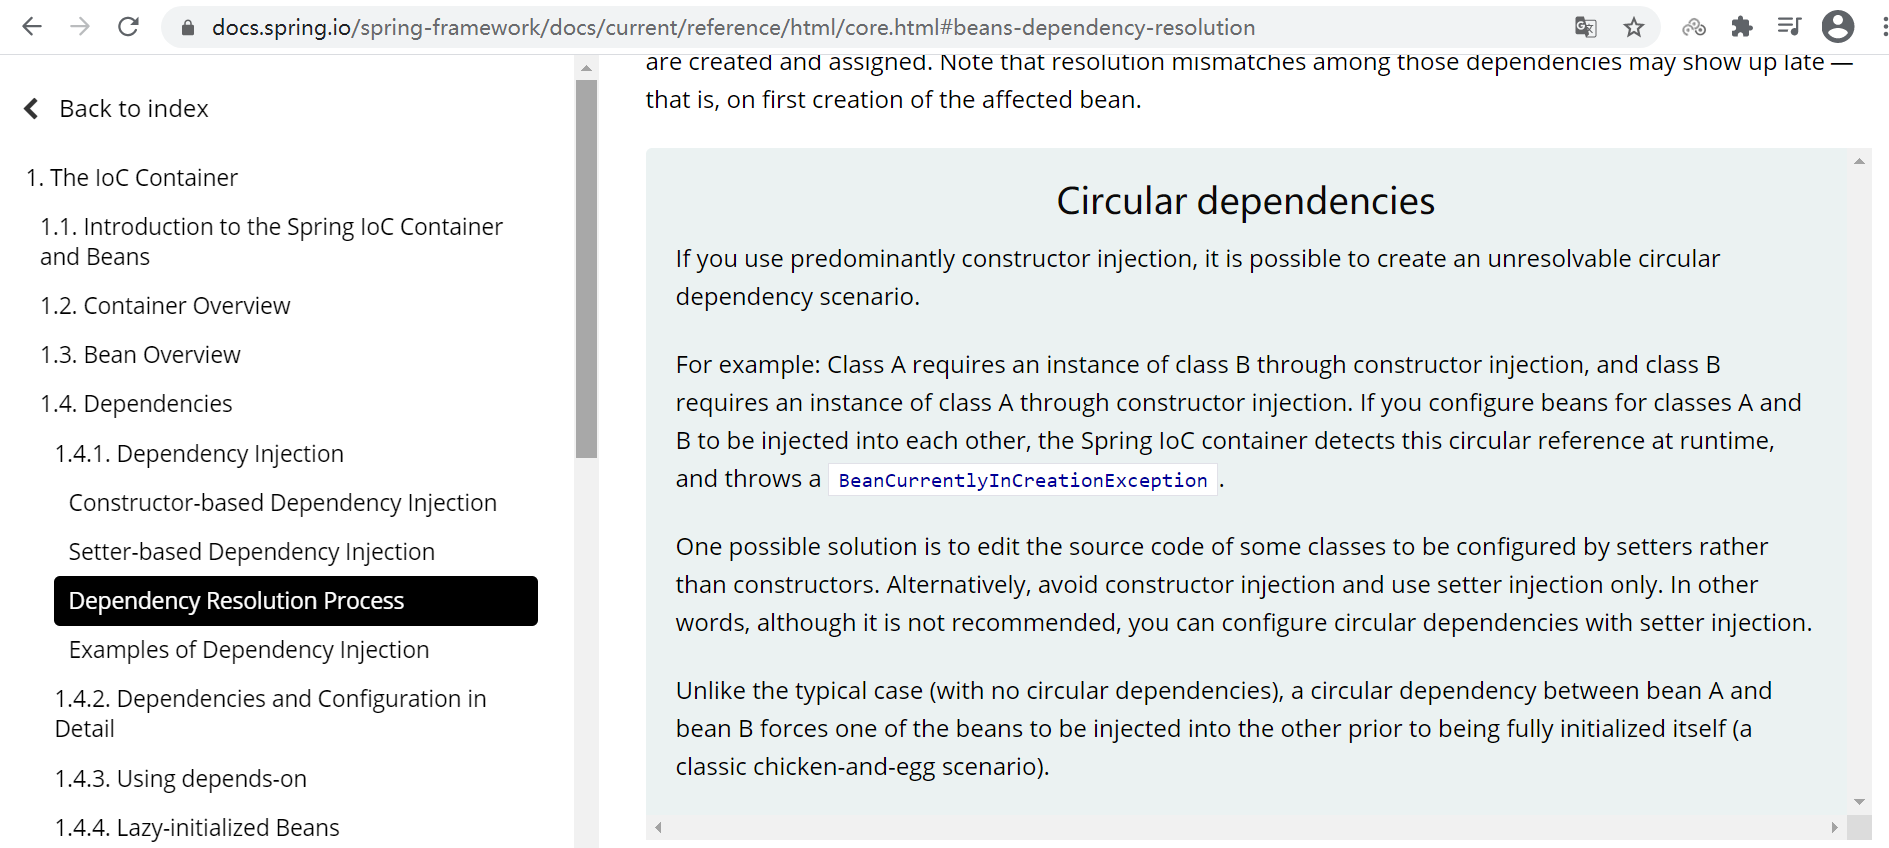 docs.spring.io/spring-framework/docs/current/reference/html/core.html#beans-dependency-resolution
Back to index
1. The IoC Container
1.1. Introduction to the Spring IoC Container
and Beans
1.2. Container Overview
1.3. Bean Overview
1.4. Dependencies
1.4.1. Dependency Injection
Constructor-based Dependency Injection
Setter-based Dependency Injection
Dependency Resolution Process
Examples of Dependency Injection
1.4.2. Dependencies and Configuration in
Detail
1.4.3. Using depends-on
1.4.4. Lazy-initialized Beans
are created and assigned. Note that resolution mismatches among those dependencies may show up late —
that is, on first creation of the affected bean.
Circular dependencies
If you use predominantly constructor injection, it is possible to create an unresolvable circular
dependency scenario.
For example: Class A requires an instance of class B through constructor injection, and class B
requires an instance of class A through constructor injection. If you configure beans for classes A and
B to be injected into each other, the Spring IoC container detects this circular reference at runtime,
and throws a BeanCurrentlyInCreationException.
One possible solution is to edit the source code of some classes to be configured by setters rather
than constructors. Alternatively, avoid constructor injection and use setter injection only. In other
words, although it is not recommended, you can configure circular dependencies with setter injection.
Unlike the typical case (with no circular dependencies), a circular dependency between bean A and
bean B forces one of the beans to be injected into the other prior to being fully initialized itself (a
classic chicken-and-egg scenario).